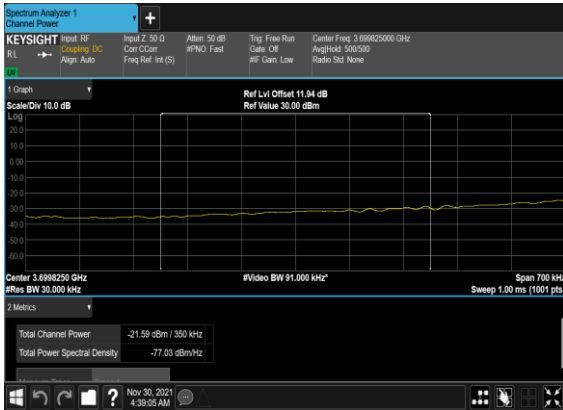 Spectrum Analyzer 1
Channel Power
KEYSIGHT
RL
LXI
Input: RF
Coupling: DC
Align: Auto
Input Z: 50 Ω
Corr CCorr
Freq Ref: Int (S)
Atten: 50 dB
#PNO: Fast
Trig: Free Run
Gate: Off
#IF Gain: Low
Center Freq: 3.699825000 GHz
Avg|Hold: 500/500
Radio Std: None
1 Graph
Scale/Div 10.0 dB
Ref Lvl Offset 11.94 dB
Ref Value 30.00 dBm
Log
20.0
10.0
0.00
-10.0
-20.0
-30.0
-40.0
-50.0
-60.0
Center 3.6998250 GHz
#Video BW 91.000 kHz*
Span 700 kHz
#Res BW 30.000 kHz
Sweep 1.00 ms (1001 pts
2 Metrics
Total Channel Power -21.59 dBm / 350 kHz
Total Power Spectral Density -77.03 dBm/Hz
?
Nov 30, 2021
4:39:05 AM